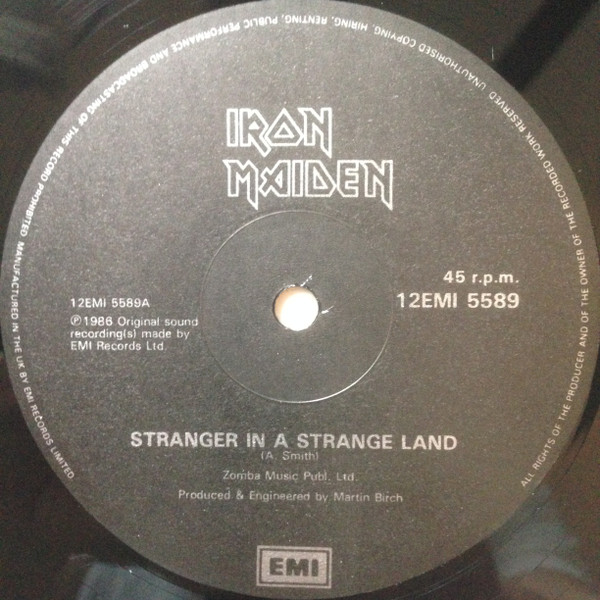 IRON
MAIDEN
45 r.p.m.
12EMI 5589A
12EMI 5589
℗1986 Original sound
recording(s) made by
EMI Records Ltd.
STRANGER IN A STRANGE LAND
(A. Smith)
Zomba Music Publ. Ltd.
Produced & Engineered by Martin Birch
EMI
ALL RIGHTS OF THE PRODUCER AND OF THE OWNER OF THE RECORDED WORK RESERVED UNAUTHORISED COPYING, HIRING, RENTING, PUBLIC PERFORMANCE AND BROADCASTING OF THIS RECORD PROHIBITED MANUFACTURED IN THE UK BY EMI RECORDS LIMITED